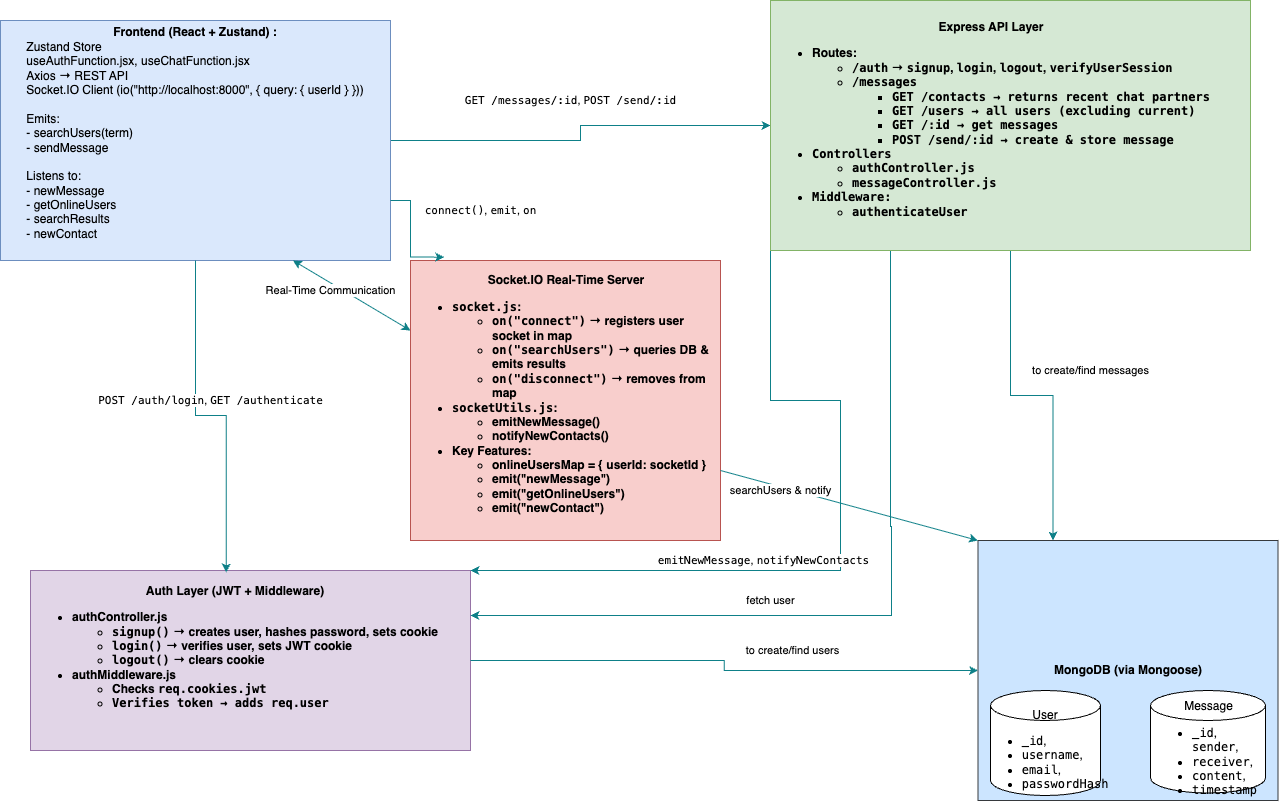 Frontend (React + Zustand) :
Zustand Store
useAuthFunction.jsx, useChatFunction.jsx
Axios → REST API
Socket.IO Client (io("http://localhost:8000", { query: { userId } }))
Emits:
- searchUsers(term)
- sendMessage
Listens to:
- newMessage
- getOnlineUsers
- searchResults
- newContact
GET /messages/:id, POST /send/:id
connect(), emit, on
Express API Layer
• Routes:
◦ /auth → signup, login, logout, verifyUserSession
◦ /messages
▪ GET /contacts → returns recent chat partners
▪ GET /users → all users (excluding current)
▪ GET /:id → get messages
▪ POST /send/:id → create & store message
• Controllers
◦ authController.js
◦ messageController.js
• Middleware:
◦ authenticateUser
Real-Time Communication
Socket.IO Real-Time Server
• socket.js:
◦ on("connect") → registers user
socket in map
◦ on("searchUsers") → queries DB &
emits results
◦ on("disconnect") → removes from
map
• socketUtils.js:
◦ emitNewMessage()
◦ notifyNewContacts()
• Key Features:
◦ onlineUsersMap = { userId: socketId }
◦ emit("newMessage")
◦ emit("getOnlineUsers")
◦ emit("newContact")
POST /auth/login, GET /authenticate
to create/find messages
searchUsers & notify
emitNewMessage, notifyNewContacts
fetch user
to create/find users
Auth Layer (JWT + Middleware)
• authController.js
◦ signup() → creates user, hashes password, sets cookie
◦ login() → verifies user, sets JWT cookie
◦ logout() → clears cookie
• authMiddleware.js
◦ Checks req.cookies.jwt
◦ Verifies token → adds req.user
MongoDB (via Mongoose)
User
• _id,
• username,
• email,
• passwordHash
Message
• _id,
sender,
• receiver,
• content,
• timestamp